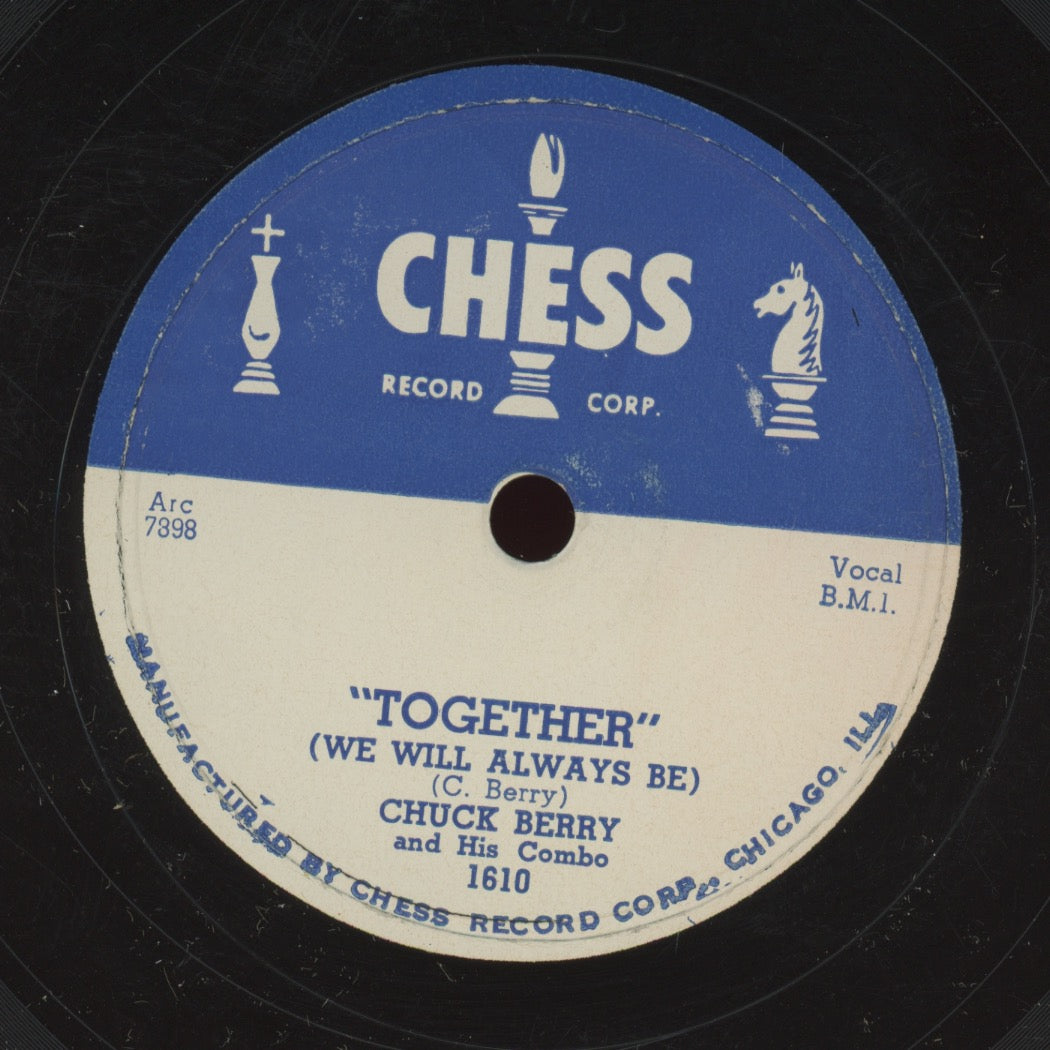 CHESS
RECORD CORP.
Arc
7398
Vocal
B.M.I.
"TOGETHER"
(WE WILL ALWAYS BE)
(C. Berry)
CHUCK BERRY
and His Combo
1610
MANUFACTURED BY CHESS RECORD CORP., CHICAGO, ILL.